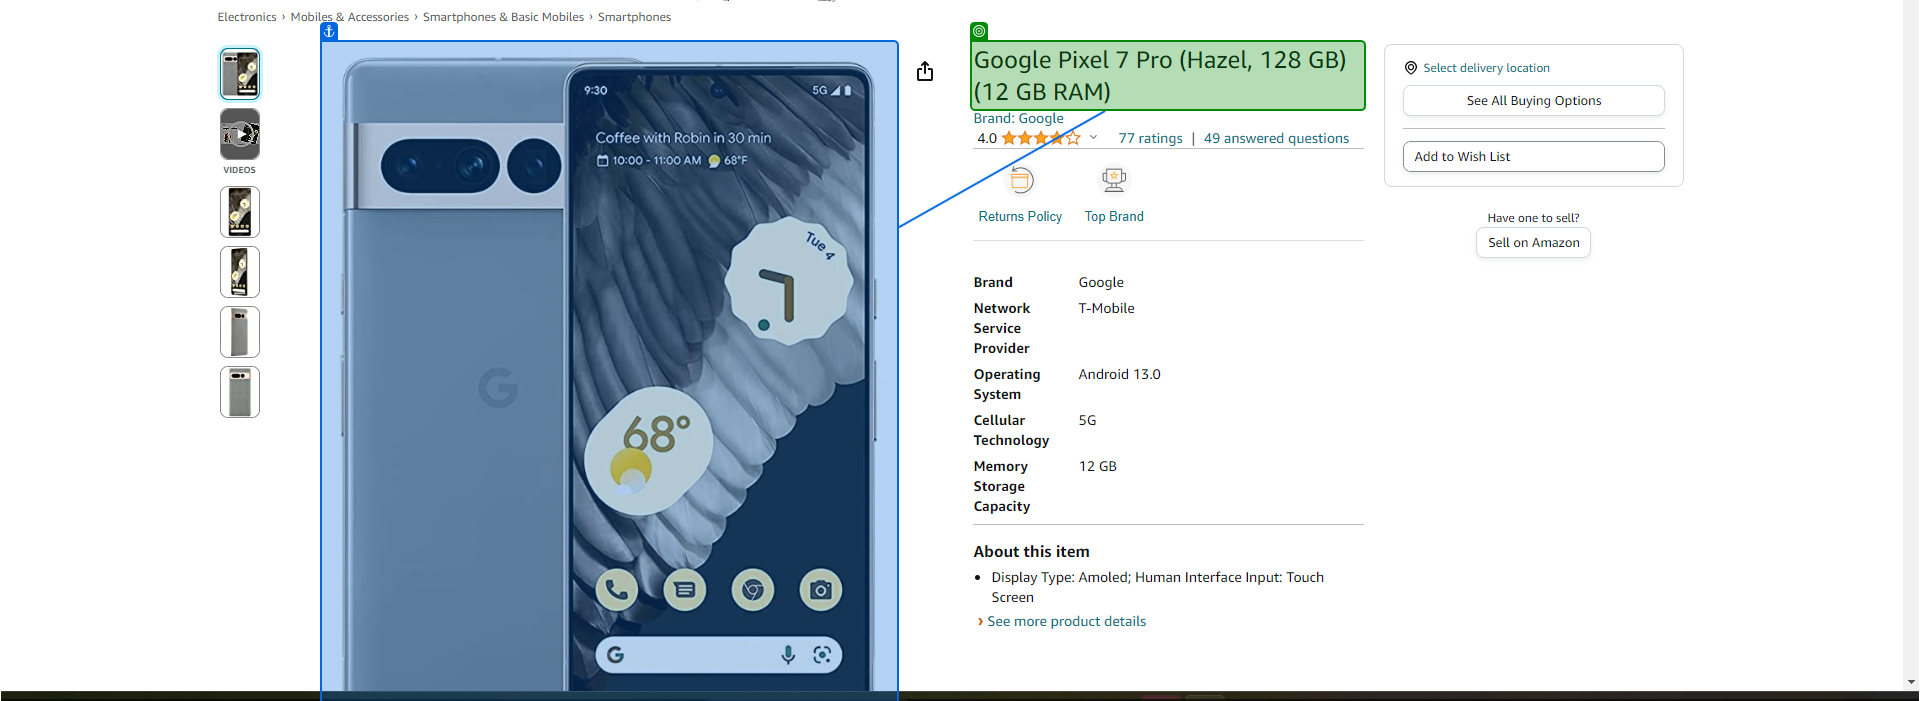 Electronics › Mobiles & Accessories › Smartphones & Basic Mobiles › Smartphones
VIDEOS
9:30
5G
Coffee with Robin in 30 min
10:00 - 11:00 AM 68°F
Tue 4
68°
G
G
Google Pixel 7 Pro (Hazel, 128 GB)
(12 GB RAM)
Brand: Google
4.0
77 ratings | 49 answered questions
Returns Policy
Top Brand
Brand Google
Network Service Provider T-Mobile
Operating System Android 13.0
Cellular Technology 5G
Memory Storage Capacity 12 GB
About this item
• Display Type: Amoled; Human Interface Input: Touch
Screen
› See more product details
Select delivery location
See All Buying Options
Add to Wish List
Have one to sell?
Sell on Amazon